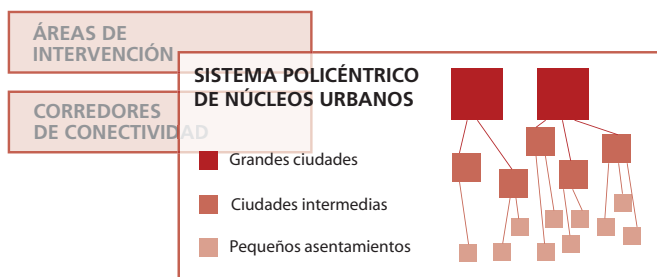 ÁREAS DE
INTERVENCIÓN
CORREDORES
DE CONECTIVIDAD
SISTEMA POLICÉNTRICO
DE NÚCLEOS URBANOS
Grandes ciudades
Ciudades intermedias
Pequeños asentamientos